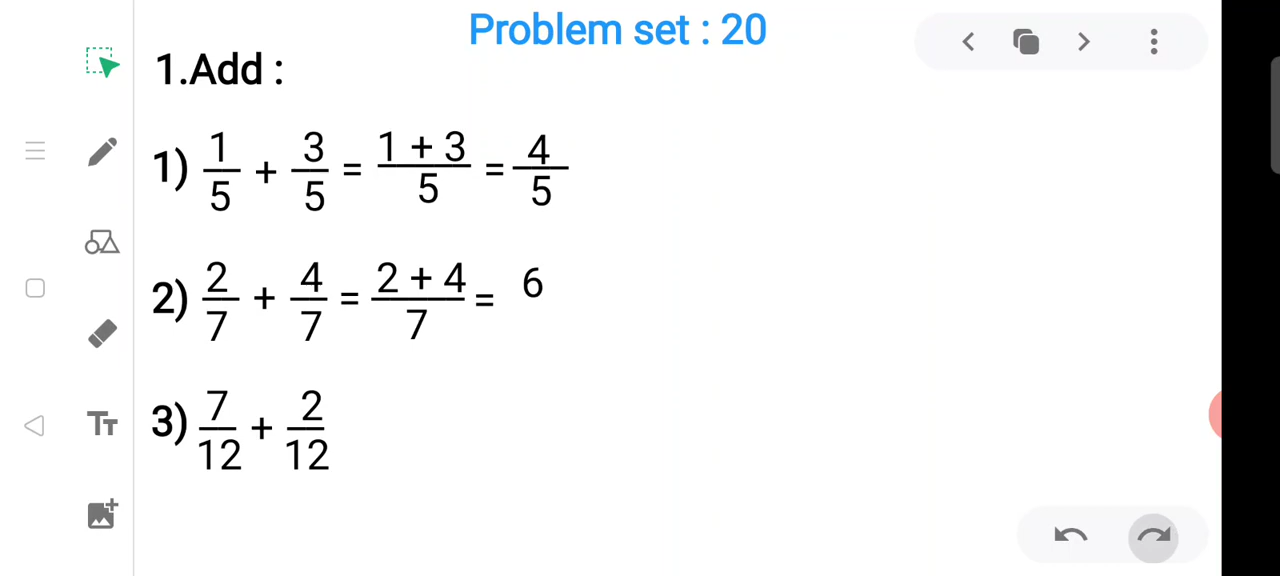 Problem set : 20
1.Add :
1) 1/5 + 3/5 = 1 + 3/5 = 4/5
2) 2/7 + 4/7 = 2 + 4/7 = 6
3) 7/12 + 2/12
TT